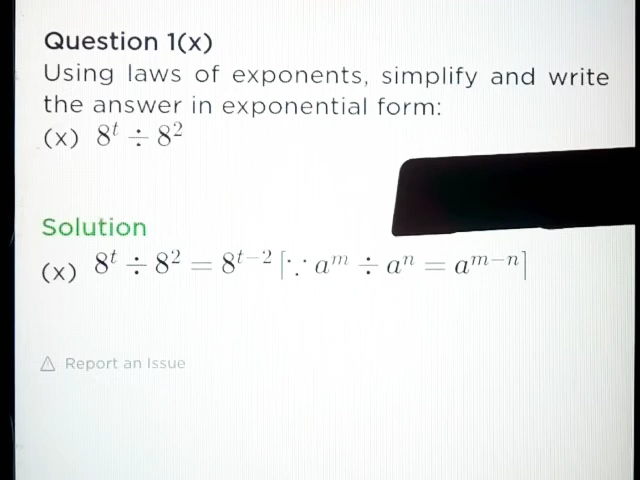 Question 1(x)
Using laws of exponents, simplify and write
the answer in exponential form:
(x) 8^t ÷ 8^2
Solution
(x) 8^t ÷ 8^2 = 8^{t-2} [∵ a^m ÷ a^n = a^{m-n}]
⚠ Report an Issue